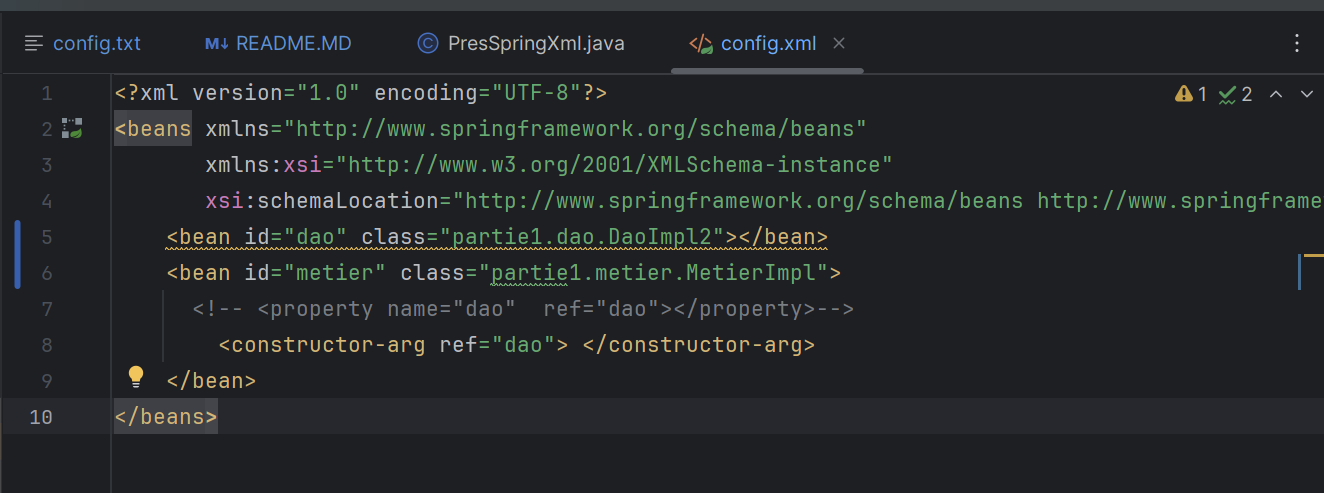 config.txt README.MD PresSpringXml.java config.xml
1 <?xml version="1.0" encoding="UTF-8"?> 1 2
2 <beans xmlns="http://www.springframework.org/schema/beans"
3 xmlns:xsi="http://www.w3.org/2001/XMLSchema-instance"
4 xsi:schemaLocation="http://www.springframework.org/schema/beans http://www.springframe
5 <bean id="dao" class="partie1.dao.DaoImpl2"></bean>
6 <bean id="metier" class="partie1.metier.MetierImpl">
7 <!-- <property name="dao"  ref="dao"></property>-->
8 <constructor-arg ref="dao"> </constructor-arg>
9 </bean>
10 </beans>